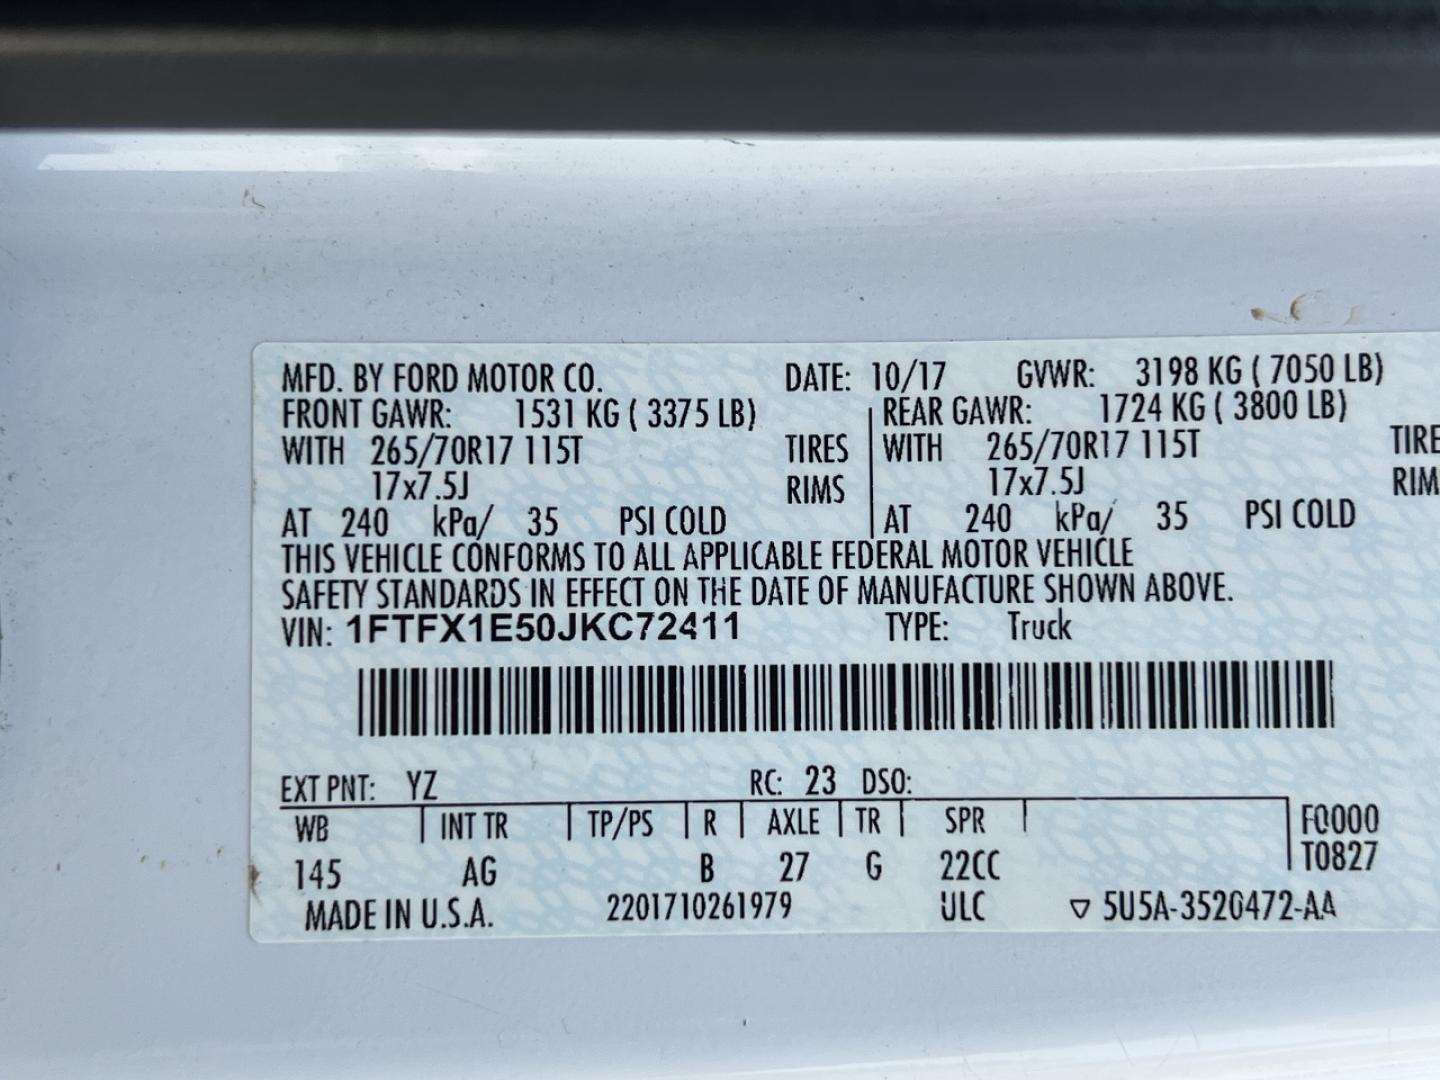 MFD. BY FORD MOTOR CO. DATE: 10/17 GVWR: 3198 KG ( 7050 LB)
FRONT GAWR: 1531 KG ( 3375 LB) REAR GAWR: 1724 KG ( 3800 LB)
WITH 265/70R17 115T TIRES WITH 265/70R17 115T TIRE
17x7.5J RIMS 17x7.5J RIM
AT 240 kPa/ 35 PSI COLD AT 240 kPa/ 35 PSI COLD
THIS VEHICLE CONFORMS TO ALL APPLICABLE FEDERAL MOTOR VEHICLE
SAFETY STANDARDS IN EFFECT ON THE DATE OF MANUFACTURE SHOWN ABOVE.
VIN: 1FTFX1E50JKC72411 TYPE: Truck
EXT PNT: YZ RC: 23 DSO:
WB INT TR TP/PS R AXLE TR SPR F0000
145 AG B 27 G 22CC T0827
MADE IN U.S.A. 2201710261979 ULC ▽ 5U5A-3520472-AA